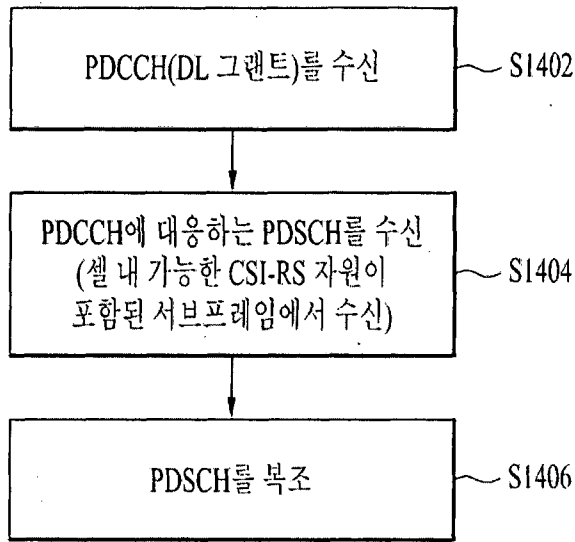 PDCCH(DL 그랜트)를 수신
S1402
PDCCH에 대응하는 PDSCH를 수신
(셀 내 가능한 CSI-RS 자원이
포함된 서브프레임에서 수신)
S1404
PDSCH를 복조
S1406